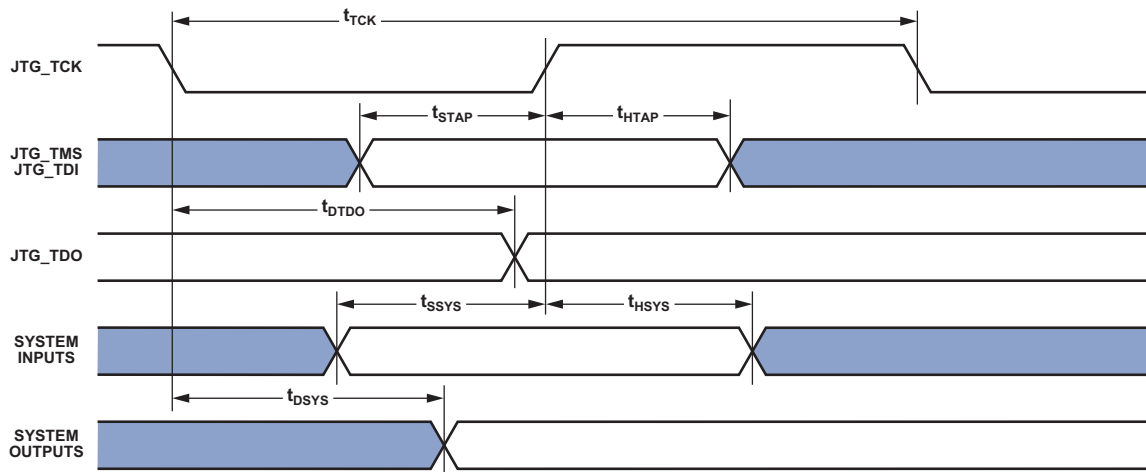 tTCK
JTG_TCK
tSTAP tHTAP
JTG_TMS
JTG_TDI
tDTDO
JTG_TDO
tSSYS tHSYS
SYSTEM
INPUTS
tDSYS
SYSTEM
OUTPUTS